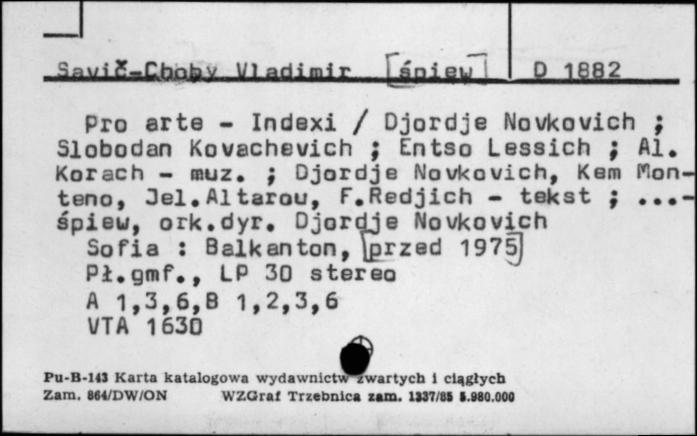 Savič-Choby Vladimir [śpiew] D 1882
Pro arte - Indexi / Djordje Novkovich ;
Slobodan Kovachevich ; Entso Lessich ; Al.
Korach - muz. ; Djordje Novkovich, Kem Mon-
teno, Jel.Altarou, F.Redjich - tekst ; ...-
śpiew, ork.dyr. Djordje Novkovich
Sofia : Balkanton, [przed 1975]
Pł.gmf., LP 30 stereo
A 1,3,6,B 1,2,3,6
VTA 1630
Pu-B-143 Karta katalogowa wydawnictw zwartych i ciągłych
Zam. 864/DW/ON WZGraf Trzebnica zam. 1337/85 5.980.000